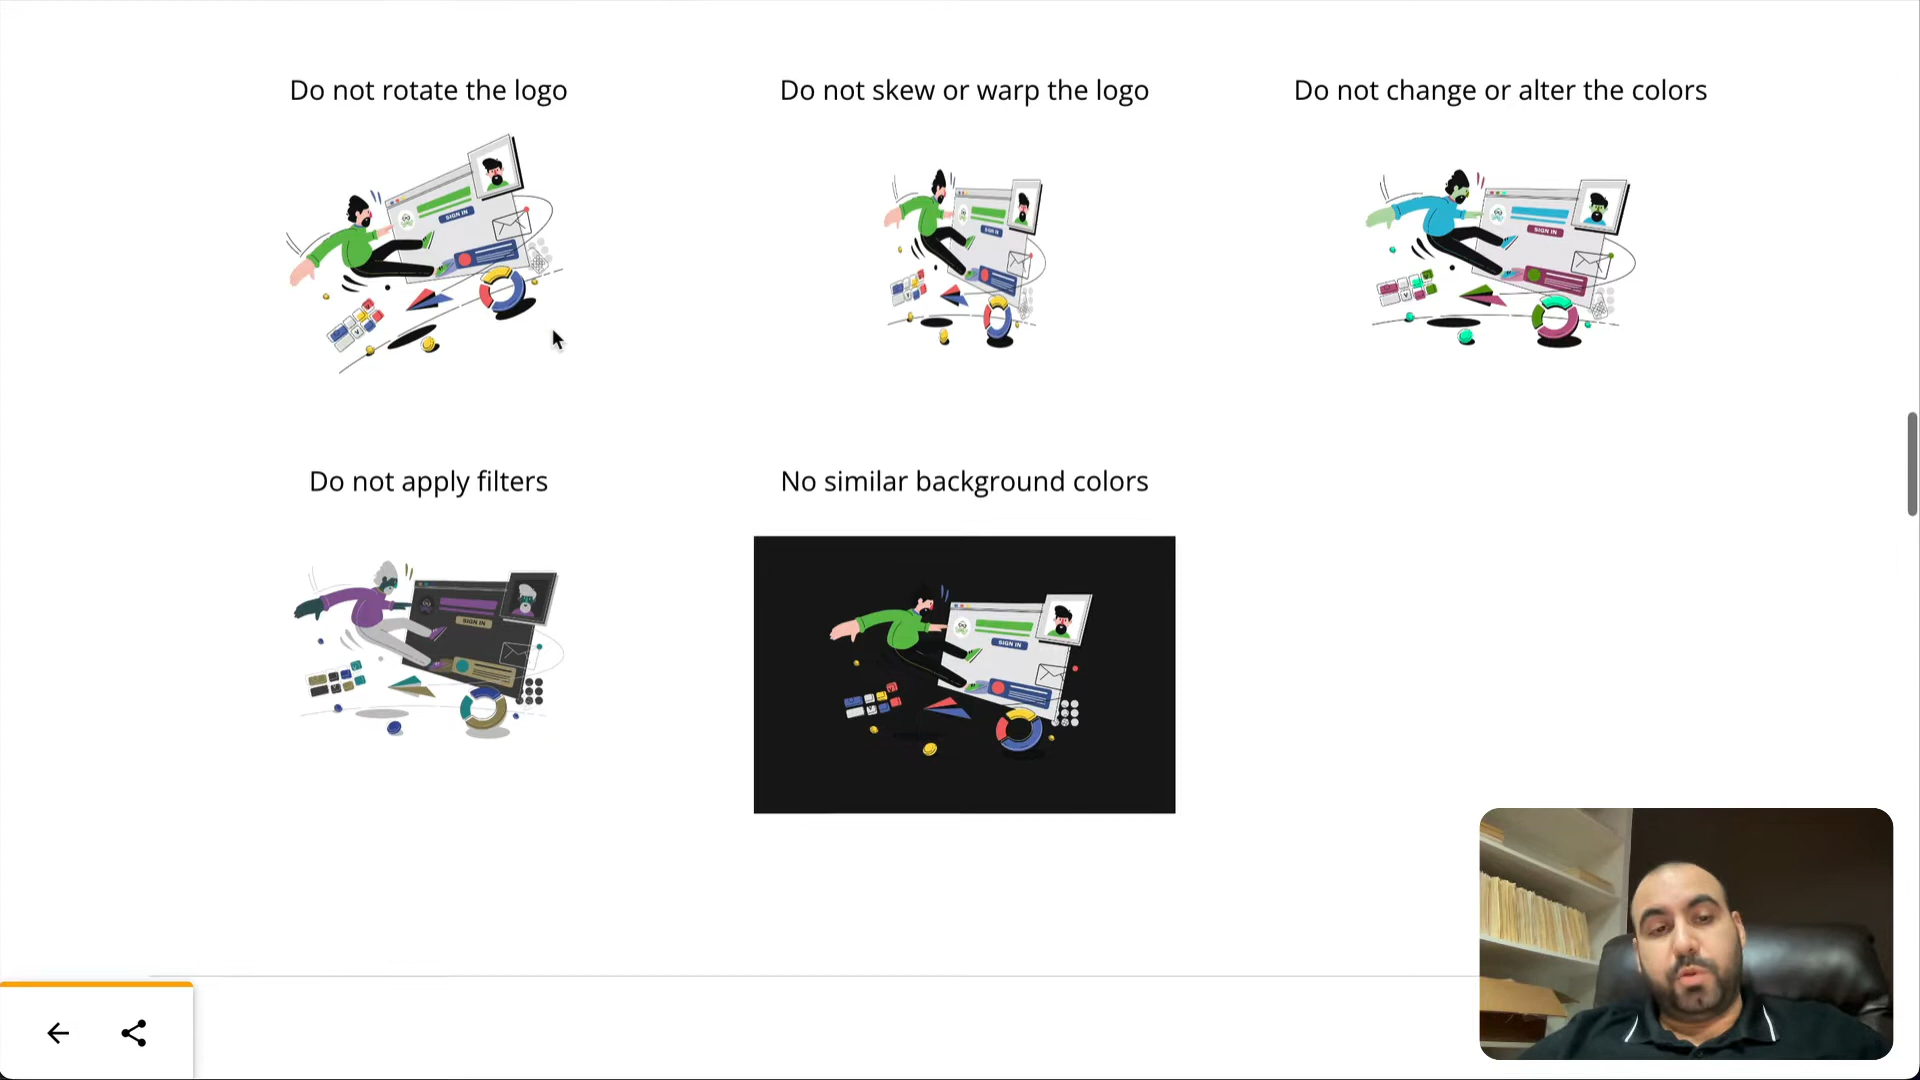 Do not rotate the logo
Do not skew or warp the logo
Do not change or alter the colors
SIGN IN
SIGN IN
SIGN IN
Do not apply filters
No similar background colors
SIGN IN
SIGN IN